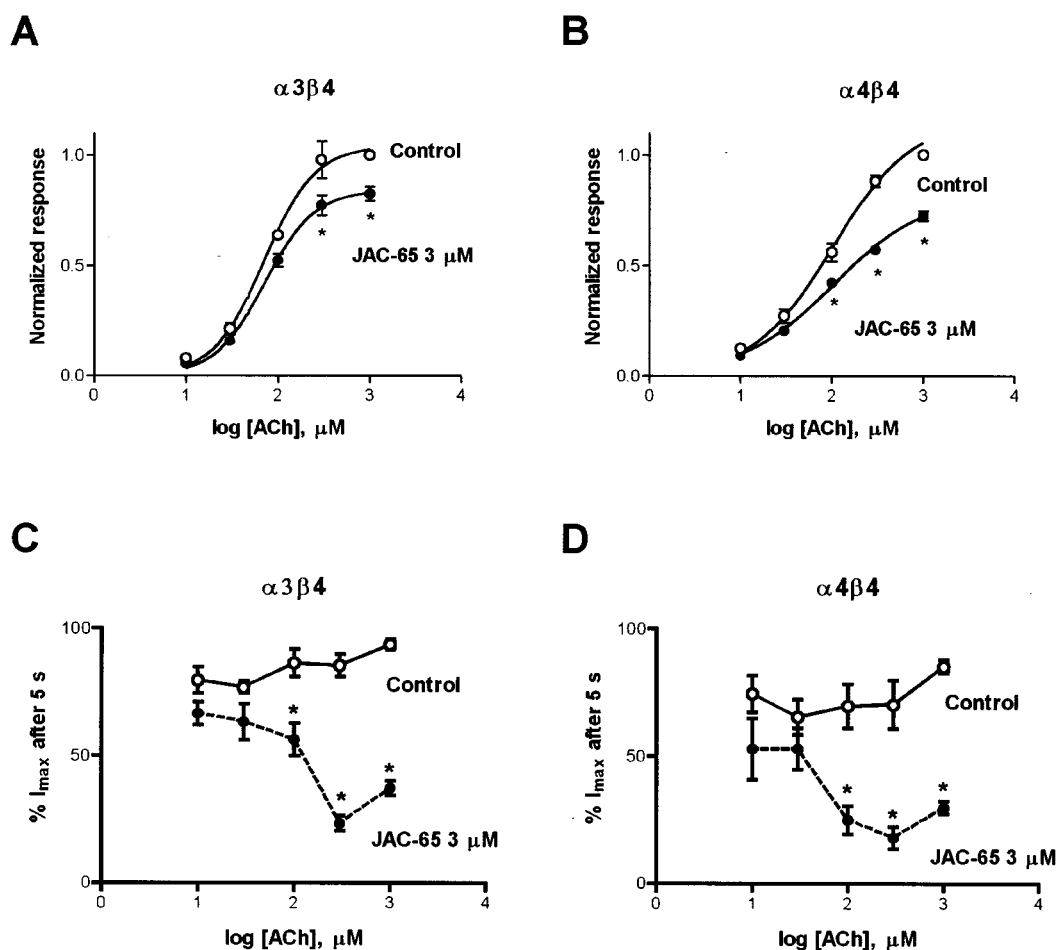 A
α3β4
Normalized response
1.0
0.5
0.0
Control
JAC-65 3 μM
*
*
0
1
2
3
4
log [ACh], μM
B
α4β4
Normalized response
1.0
0.5
0.0
Control
JAC-65 3 μM
*
*
*
0
1
2
3
4
log [ACh], μM
C
α3β4
% Imax after 5 s
100
50
0
Control
*
*
*
JAC-65 3 μM
0
1
2
3
4
log [ACh], μM
D
α4β4
% Imax after 5 s
100
50
0
Control
*
*
*
JAC-65 3 μM
0
1
2
3
4
log [ACh], μM